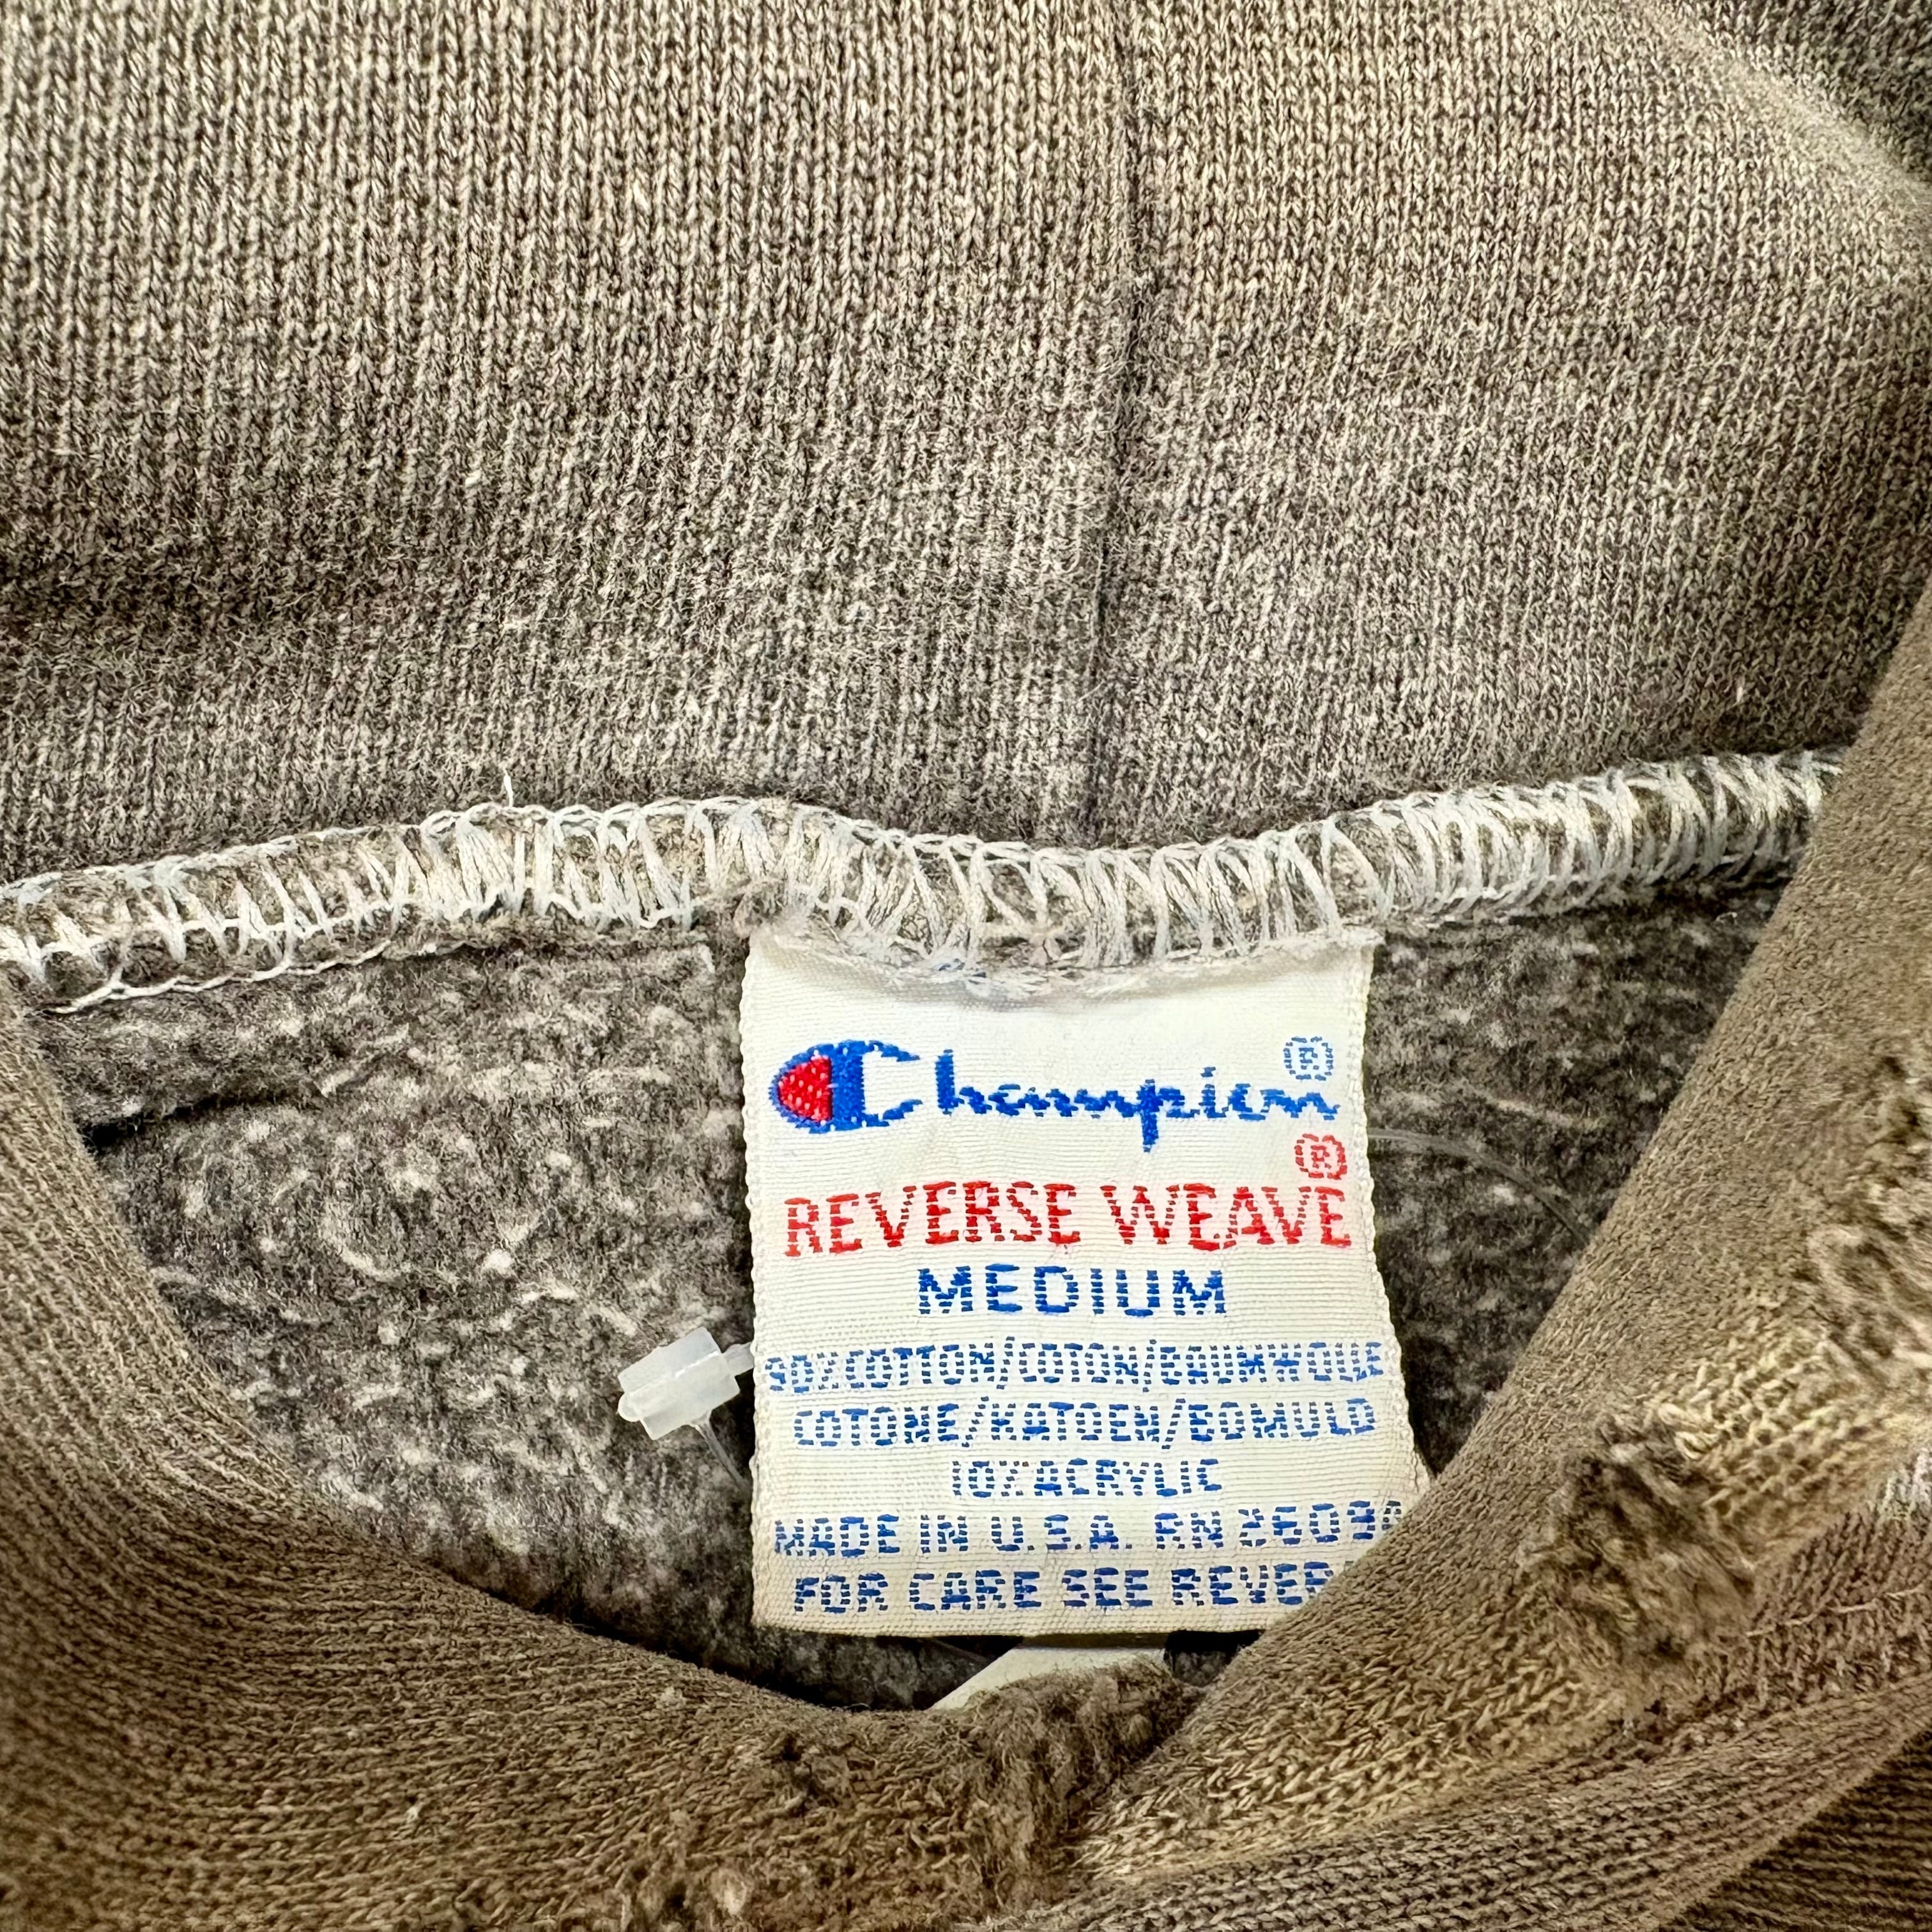 Champion ®
REVERSE WEAVE ®
MEDIUM
90% COTTON/COTON/BAUMWOLLE
COTONE/KATOEN/BOMULD
10% ACRYLIC
MADE IN U.S.A. RN 26094
FOR CARE SEE